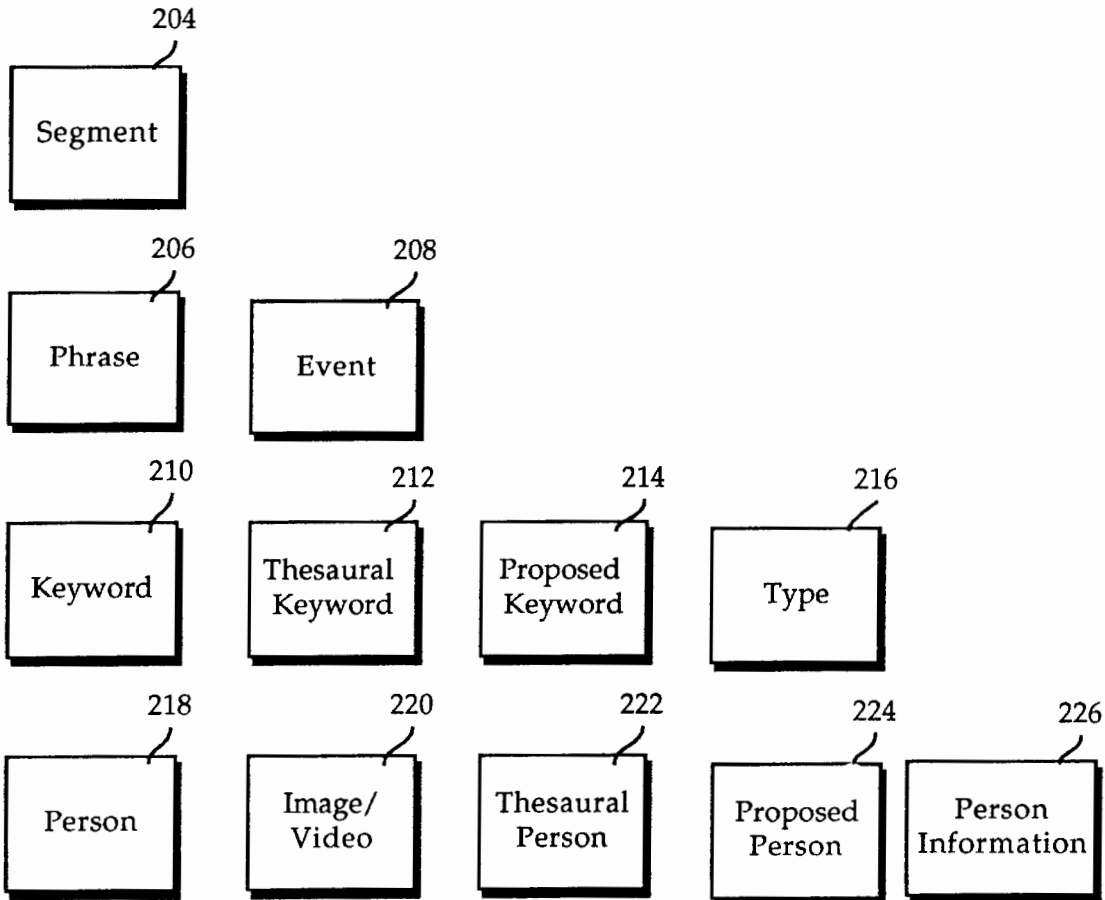 204
Segment
206
208
Phrase
Event
210
212
214
216
Keyword
Thesaural
Keyword
Proposed
Keyword
Type
218
220
222
224
226
Person
Image/
Video
Thesaural
Person
Proposed
Person
Person
Information